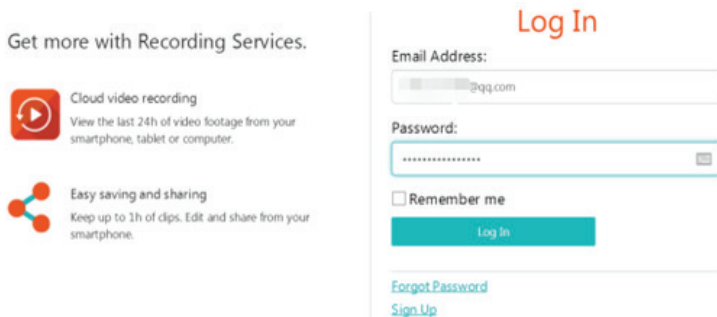 Get more with Recording Services.
Cloud video recording
View the last 24h of video footage from your
smartphone, tablet or computer.
Easy saving and sharing
Keep up to 1h of clips. Edit and share from your
smartphone.
Log In
Email Address:
@qq.com
Password:
••••••••••••••••
Remember me
Log In
Forgot Password
Sign Up